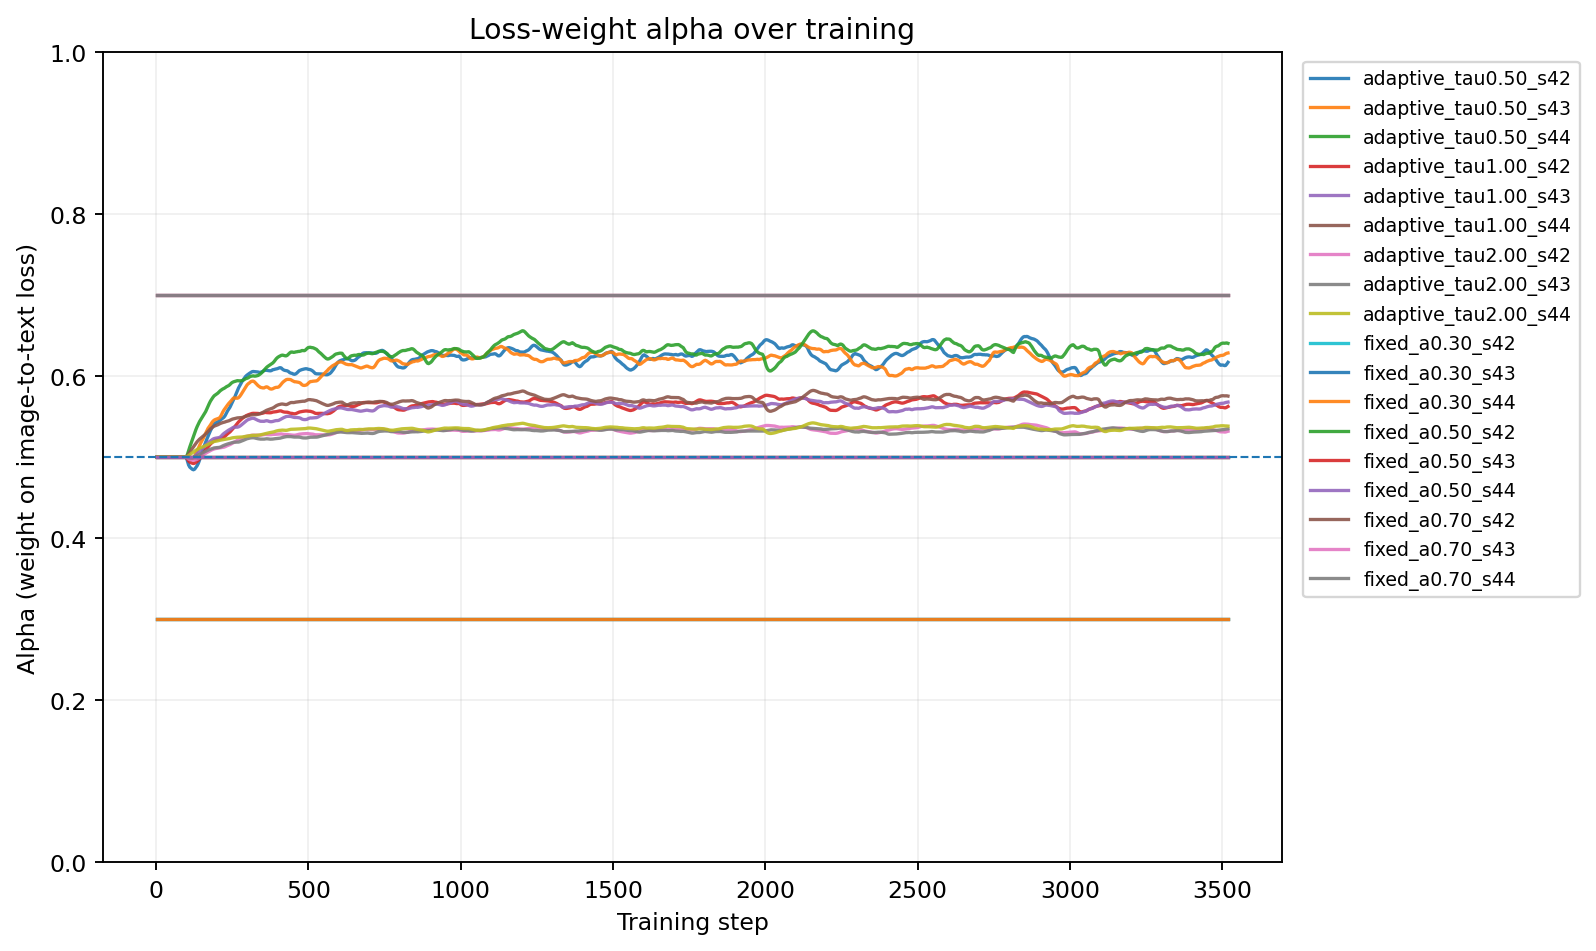 Loss-weight alpha over training
Alpha (weight on image-to-text loss)
1.0
0.8
0.6
0.4
0.2
0.0
0 500 1000 1500 2000 2500 3000 3500
Training step
adaptive_tau0.50_s42
adaptive_tau0.50_s43
adaptive_tau0.50_s44
adaptive_tau1.00_s42
adaptive_tau1.00_s43
adaptive_tau1.00_s44
adaptive_tau2.00_s42
adaptive_tau2.00_s43
adaptive_tau2.00_s44
fixed_a0.30_s42
fixed_a0.30_s43
fixed_a0.30_s44
fixed_a0.50_s42
fixed_a0.50_s43
fixed_a0.50_s44
fixed_a0.70_s42
fixed_a0.70_s43
fixed_a0.70_s44